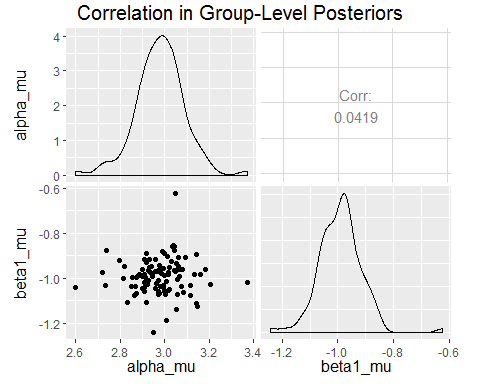 Correlation in Group-Level Posteriors
alpha_mu
4
3
2
1
0
Corr:
0.0419
beta1_mu
-0.6
-0.8
-1.0
-1.2
2.6 2.8 3.0 3.2 3.4
alpha_mu
-1.2 -1.0 -0.8 -0.6
beta1_mu